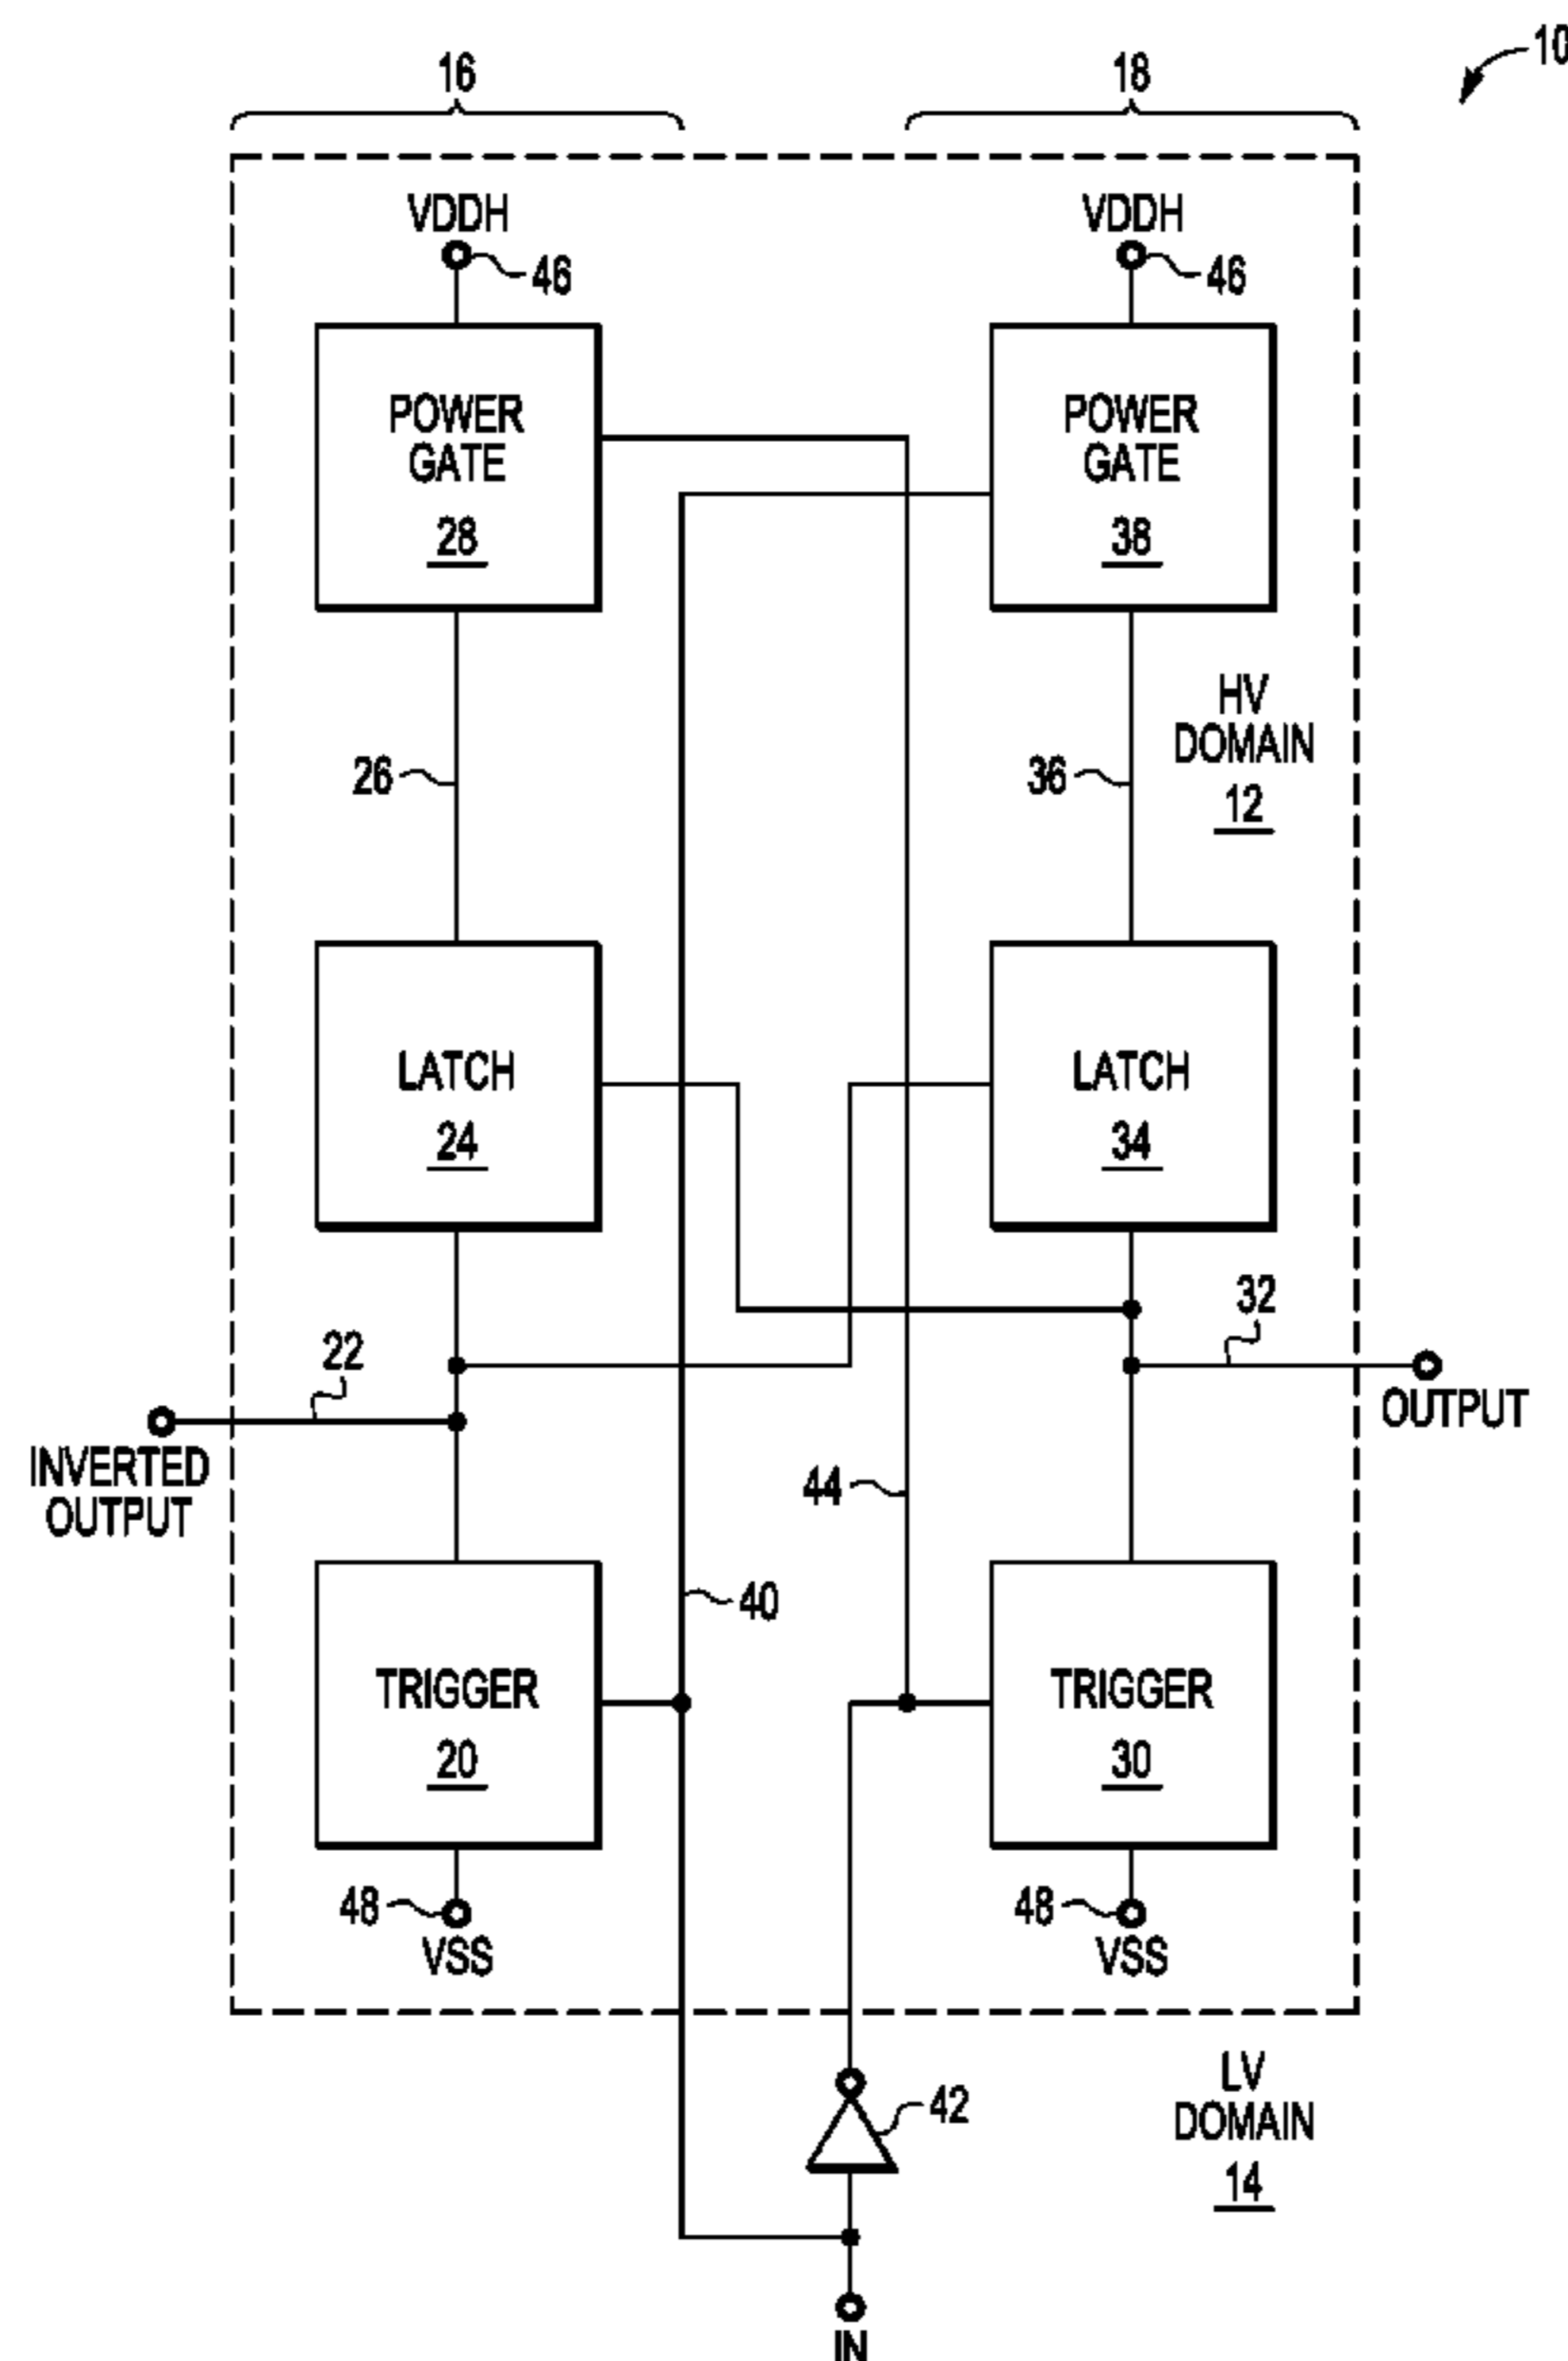 10
16
18
VDDH
VDDH
46
46
POWER
GATE
28
POWER
GATE
38
HV
DOMAIN
12
26
36
LATCH
24
LATCH
34
22
32
INVERTED
OUTPUT
OUTPUT
44
40
TRIGGER
20
TRIGGER
30
48
VSS
48
VSS
LV
DOMAIN
14
42
IN